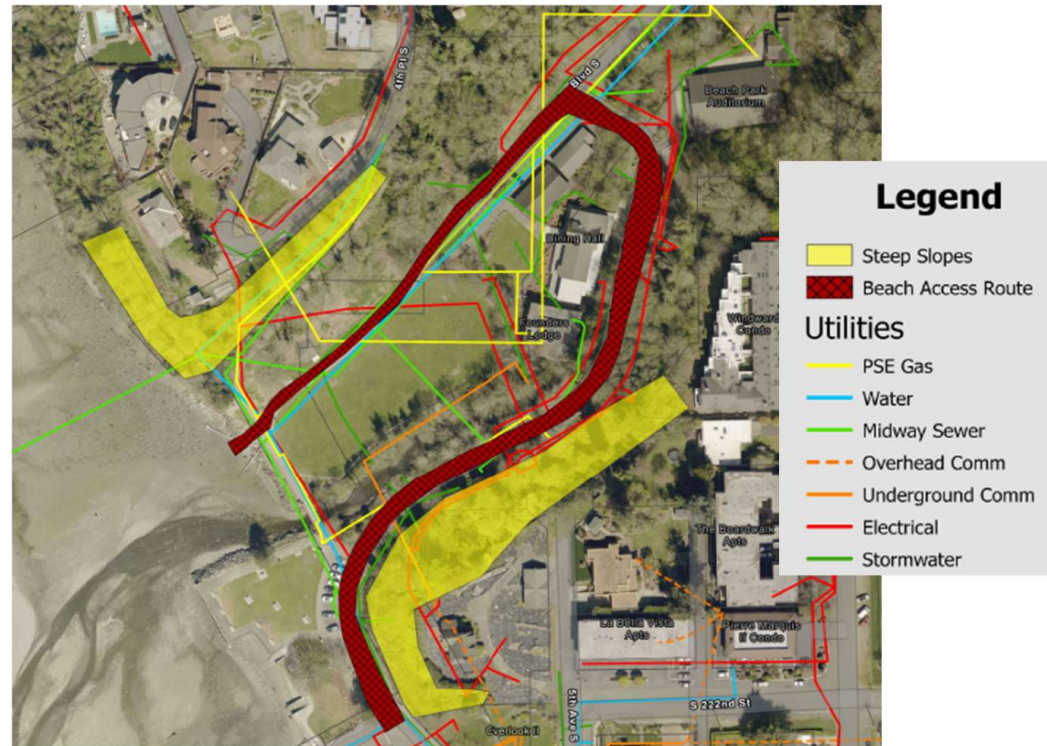 4th Pl S
Blvd S
Beach Park
Auditorium
Dining Hall
Founders
Lodge
Windward
Condo
The Boardwalk
Apts
La Bella Vista
Apts
Pierre Marquis
II Condo
S 222nd St
5th Ave S
Overlook II
Legend
Steep Slopes
Beach Access Route
Utilities
PSE Gas
Water
Midway Sewer
Overhead Comm
Underground Comm
Electrical
Stormwater